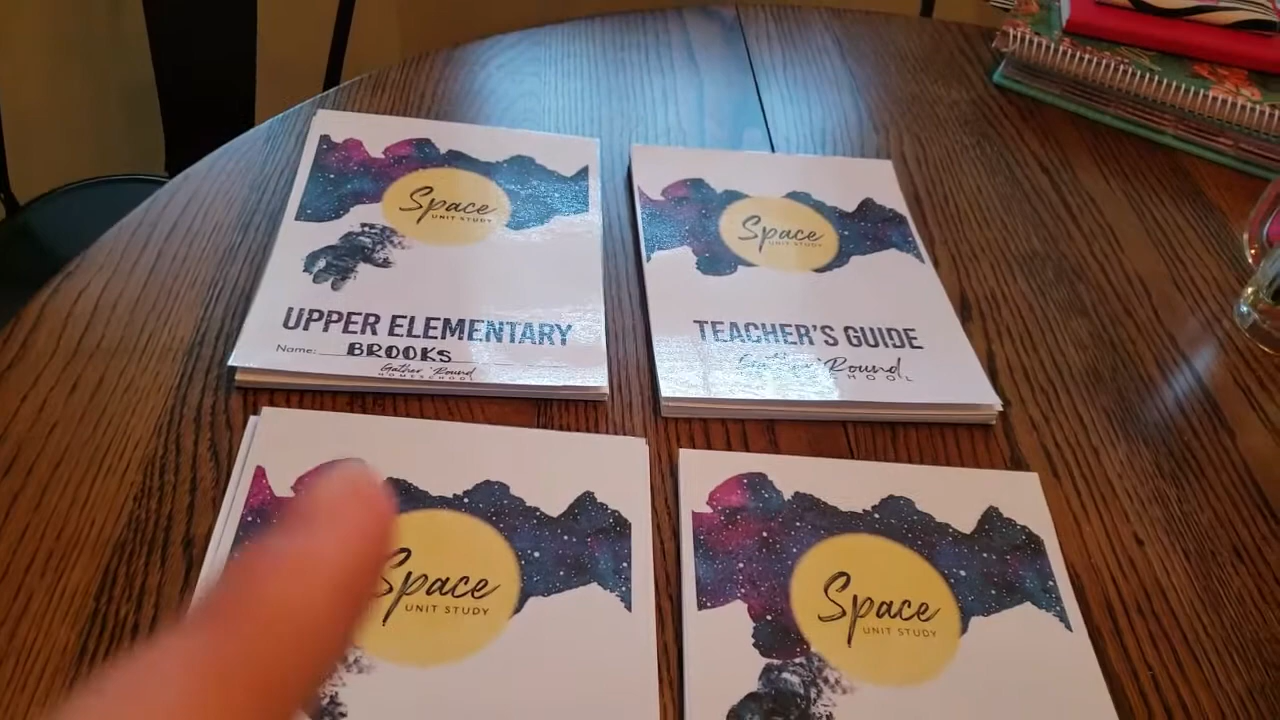 Space
UNIT STUDY
UPPER ELEMENTARY
Name: BROOKS
Gather 'Round
HOMESCHOOL
Space
UNIT STUDY
TEACHER'S GUIDE
Gather 'Round
Space
UNIT STUDY
Space
UNIT STUDY